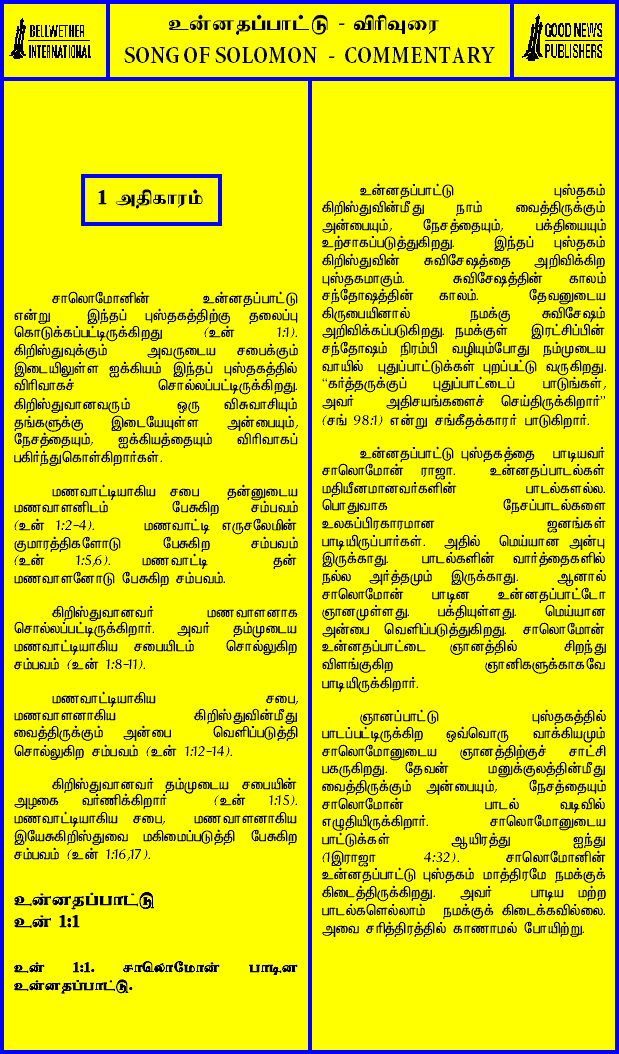 BELLWETHER
INTERNATIONAL
உன்னதப்பாட்டு - விரிவுரை
SONG OF SOLOMON - COMMENTARY
GOOD NEWS
PUBLISHERS
1 அதிகாரம்
சாலொமோனின் உன்னதப்பாட்டு
என்று இந்தப் புஸ்தகத்திற்கு தலைப்பு
கொடுக்கப்பட்டிருக்கிறது (உன் 1:1).
கிறிஸ்துவுக்கும் அவருடைய சபைக்கும்
இடையிலுள்ள ஐக்கியம் இந்தப் புஸ்தகத்தில்
விரிவாகச் சொல்லப்பட்டிருக்கிறது.
கிறிஸ்துவானவரும் ஒரு விசுவாசியும்
தங்களுக்கு இடையேயுள்ள அன்பையும்,
நேசத்தையும், ஐக்கியத்தையும் விரிவாகப்
பகிர்ந்துகொள்கிறார்கள்.
மணவாட்டியாகிய சபை தன்னுடைய
மணவாளனிடம் பேசுகிற சம்பவம்
(உன் 1:2-4). மணவாட்டி எருசலேமின்
குமாரத்திகளோடு பேசுகிற சம்பவம்
(உன் 1:5,6). மணவாட்டி தன்
மணவாளனோடு பேசுகிற சம்பவம்.
கிறிஸ்துவானவர் மணவாளனாக
சொல்லப்பட்டிருக்கிறார். அவர் தம்முடைய
மணவாட்டியாகிய சபையிடம் சொல்லுகிற
சம்பவம் (உன் 1:8-11).
மணவாட்டியாகிய சபை,
மணவாளனாகிய கிறிஸ்துவின்மீது
வைத்திருக்கும் அன்பை வெளிப்படுத்தி
சொல்லுகிற சம்பவம் (உன் 1:12-14).
கிறிஸ்துவானவர் தம்முடைய சபையின்
அழகை வர்ணிக்கிறார் (உன் 1:15).
மணவாட்டியாகிய சபை, மணவாளனாகிய
இயேசுகிறிஸ்துவை மகிமைப்படுத்தி பேசுகிற
சம்பவம் (உன் 1:16,17).
உன்னதப்பாட்டு
உன் 1:1
உன் 1:1. சாலொமோன் பாடின
உன்னதப்பாட்டு.
உன்னதப்பாட்டு புஸ்தகம்
கிறிஸ்துவின்மீது நாம் வைத்திருக்கும்
அன்பையும், நேசத்தையும், பக்தியையும்
உற்சாகப்படுத்துகிறது. இந்தப் புஸ்தகம்
கிறிஸ்துவின் சுவிசேஷத்தை அறிவிக்கிற
புஸ்தகமாகும். சுவிசேஷத்தின் காலம்
சந்தோஷத்தின் காலம். தேவனுடைய
கிருபையினால் நமக்கு சுவிசேஷம்
அறிவிக்கப்படுகிறது. நமக்குள் இரட்சிப்பின்
சந்தோஷம் நிரம்பி வழியும்போது நம்முடைய
வாயில் புதுப்பாட்டுக்கள் புறப்பட்டு வருகிறது.
“கர்த்தருக்குப் புதுப்பாட்டைப் பாடுங்கள்,
அவர் அதிசயங்களைச் செய்திருக்கிறார்”
(சங் 98:1) என்று சங்கீதக்காரர் பாடுகிறார்.
உன்னதப்பாட்டு புஸ்தகத்தை பாடியவர்
சாலொமோன் ராஜா. உன்னதப்பாடல்கள்
மதியீனமானவர்களின் பாடல்களல்ல.
பொதுவாக நேசப்பாடல்களை
உலகப்பிரகாரமான ஜனங்கள்
பாடியிருப்பார்கள். அதில் மெய்யான அன்பு
இருக்காது. பாடல்களின் வார்த்தைகளில்
நல்ல அர்த்தமும் இருக்காது. ஆனால்
சாலொமோன் பாடின உன்னதப்பாட்டோ
ஞானமுள்ளது. பக்தியுள்ளது. மெய்யான
அன்பை வெளிப்படுத்துகிறது. சாலொமோன்
உன்னதப்பாட்டை ஞானத்தில் சிறந்து
விளங்குகிற ஞானிகளுக்காகவே
பாடியிருக்கிறார்.
ஞானப்பாட்டு புஸ்தகத்தில்
பாடப்பட்டிருக்கிற ஒவ்வொரு வாக்கியமும்
சாலொமோனுடைய ஞானத்திற்குச் சாட்சி
பகருகிறது. தேவன் மனுக்குலத்தின்மீது
வைத்திருக்கும் அன்பையும், நேசத்தையும்
சாலொமோன் பாடல் வடிவில்
எழுதியிருக்கிறார். சாலொமோனுடைய
பாட்டுக்கள் ஆயிரத்து ஐந்து
(1இராஜா 4:32). சாலொமோனின்
உன்னதப்பாட்டு புஸ்தகம் மாத்திரமே நமக்குக்
கிடைத்திருக்கிறது. அவர் பாடிய மற்ற
பாடல்களெல்லாம் நமக்குக் கிடைக்கவில்லை.
அவை சரித்திரத்தில் காணாமல் போயிற்று.